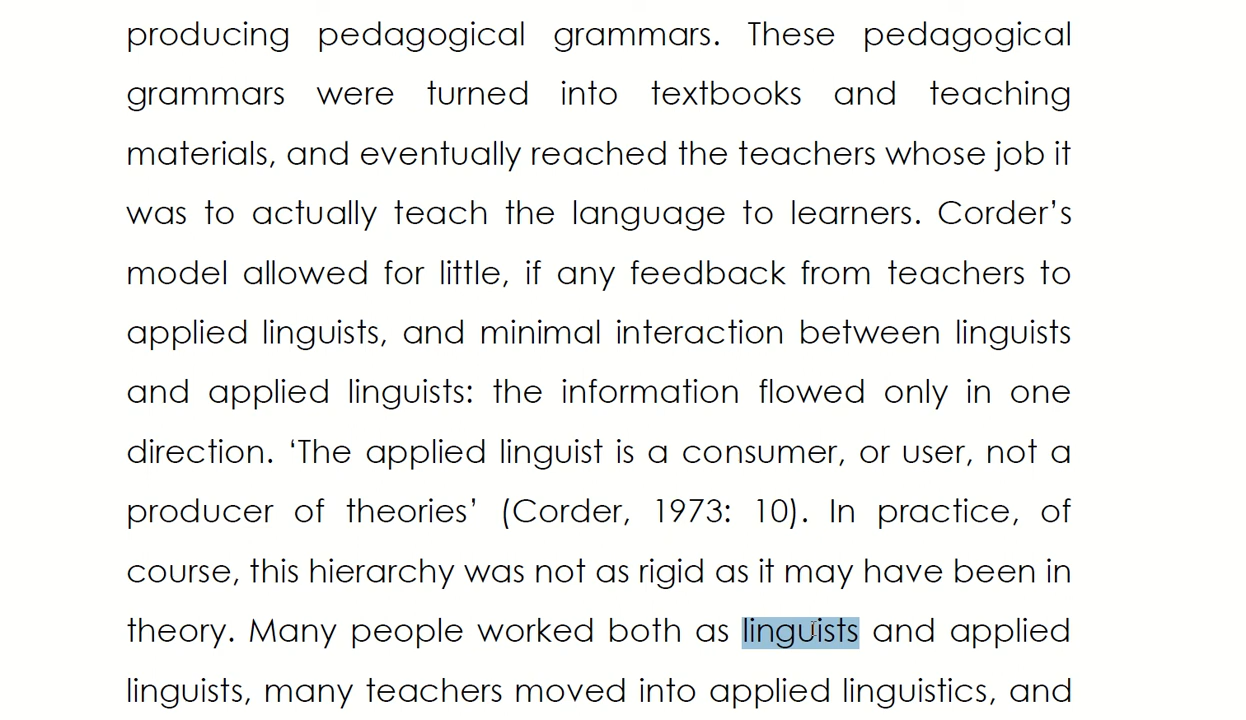 producing pedagogical grammars. These pedagogical
grammars were turned into textbooks and teaching
materials, and eventually reached the teachers whose job it
was to actually teach the language to learners. Corder’s
model allowed for little, if any feedback from teachers to
applied linguists, and minimal interaction between linguists
and applied linguists: the information flowed only in one
direction. ‘The applied linguist is a consumer, or user, not a
producer of theories’ (Corder, 1973: 10). In practice, of
course, this hierarchy was not as rigid as it may have been in
theory. Many people worked both as linguists and applied
linguists, many teachers moved into applied linguistics, and